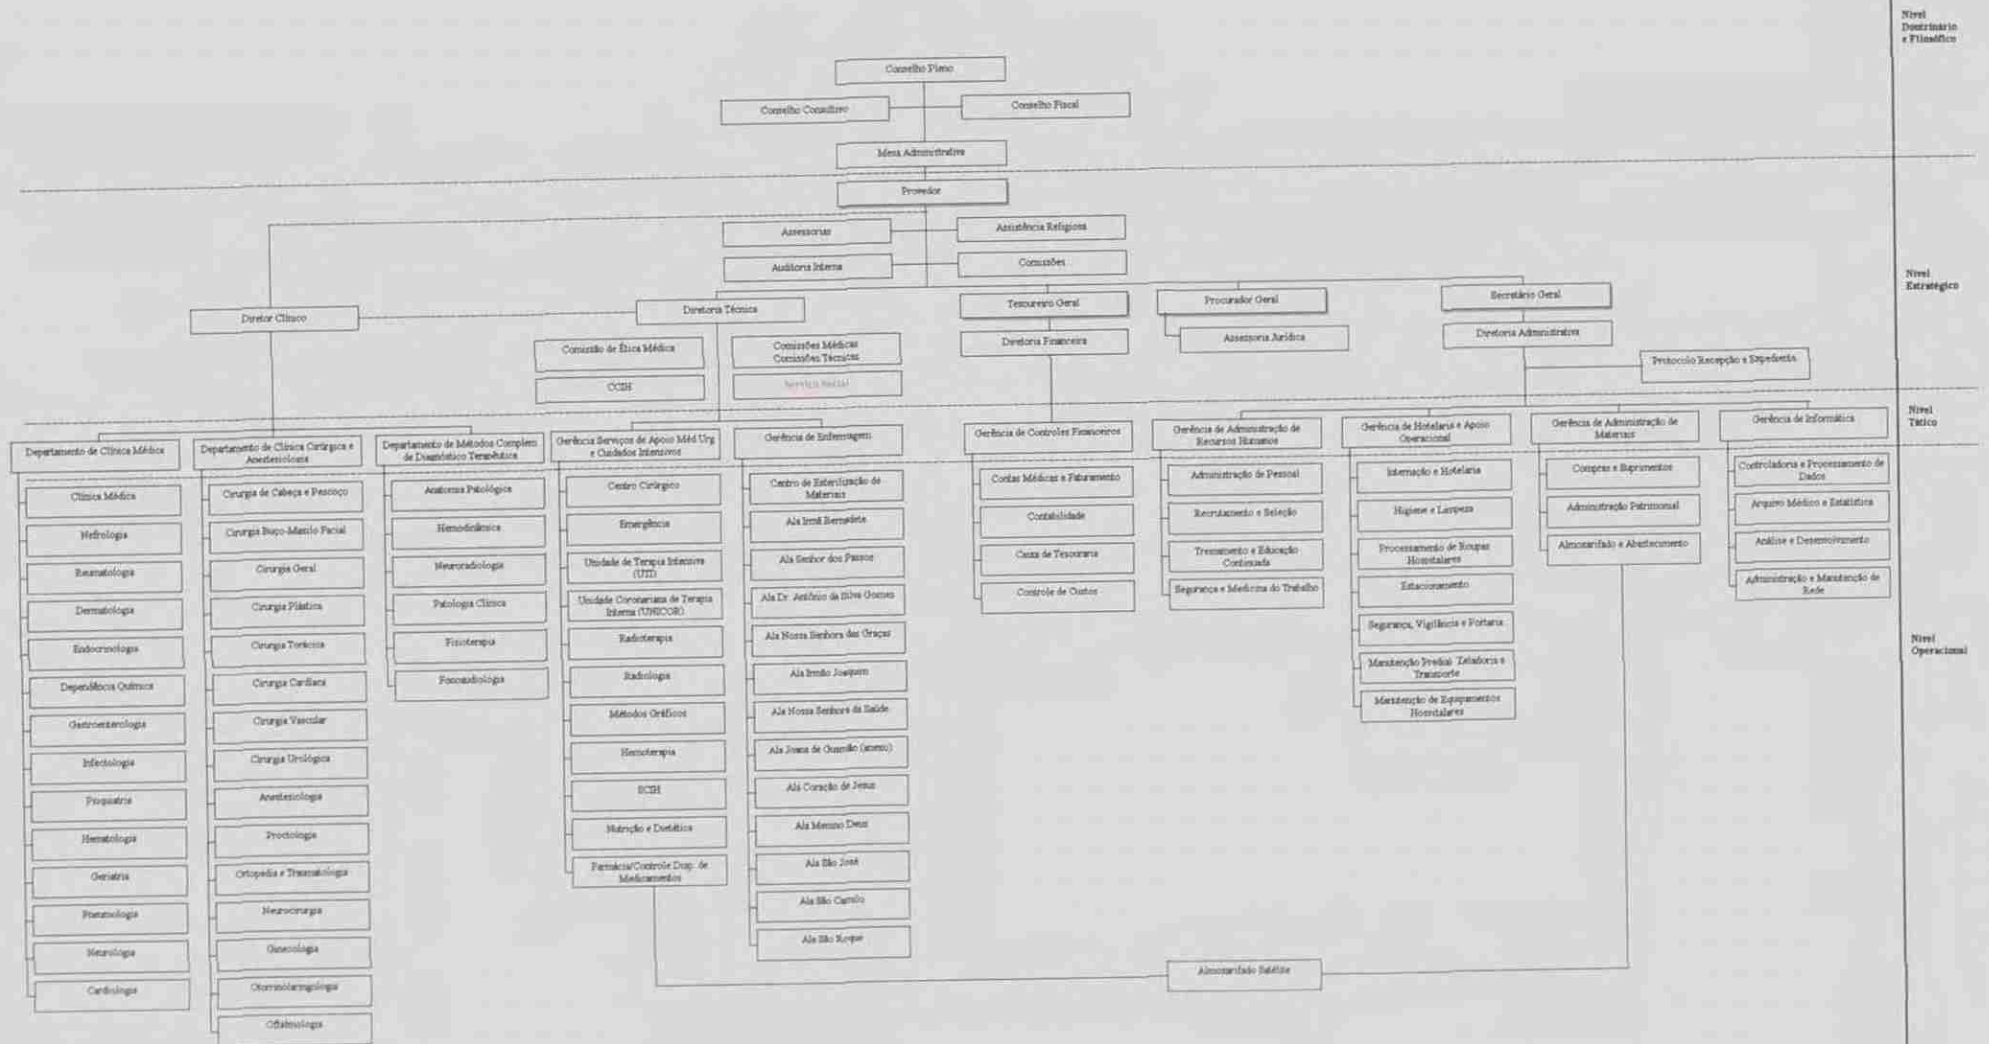 Nível
Doutrinário
e Filosófico
Conselho Pleno
Conselho Consultivo
Conselho Fiscal
Mesa Administrativa
Provedor
Assessorias
Assistência Religiosa
Auditoria Interna
Comissões
Nível
Estratégico
Diretor Clínico
Diretoria Técnica
Tesoureiro Geral
Procurador Geral
Secretário Geral
Comissão de Ética Médica
Comissões Médicas
Comissões Técnicas
Diretoria Financeira
Assessoria Jurídica
Diretoria Administrativa
CCIH
Serviço Social
Protocolo Recepção e Expediente
Nível
Tático
Departamento de Clínica Médica
Departamento de Clínica Cirúrgica e
Anestesiologia
Departamento de Métodos Complem
de Diagnóstico Terapêutica
Gerência Serviços de Apoio Méd Urg
e Cuidados Intensivos
Gerência de Enfermagem
Gerência de Controles Financeiros
Gerência de Administração de
Recursos Humanos
Gerência de Hotelaria e Apoio
Operacional
Gerência de Administração de
Materiais
Gerência de Informática
Clínica Médica
Nefrologia
Reumatologia
Dermatologia
Endocrinologia
Dependência Química
Gastroenterologia
Infectologia
Psiquiatria
Hematologia
Geriatria
Pneumologia
Neurologia
Cardiologia
Cirurgia de Cabeça e Pescoço
Cirurgia Buço-Maxilo Facial
Cirurgia Geral
Cirurgia Plástica
Cirurgia Torácica
Cirurgia Cardíaca
Cirurgia Vascular
Cirurgia Urológica
Anestesiologia
Proctologia
Ortopedia e Traumatologia
Neurocirurgia
Ginecologia
Otorrinolaringologia
Oftalmologia
Anatomia Patológica
Hemodinâmica
Neuroradiologia
Patologia Clínica
Fisioterapia
Fonoaudiologia
Centro Cirúrgico
Emergência
Unidade de Terapia Intensiva
(UTI)
Unidade Coronariana de Terapia
Interna (UNICOR)
Radioterapia
Radiologia
Métodos Gráficos
Hemoterapia
SCIH
Nutrição e Dietética
Farmácia/Controle Disp. de
Medicamentos
Centro de Esterilização de
Materiais
Ala Irmã Bernadete
Ala Senhor dos Passos
Ala Dr. Antônio da Silva Gomes
Ala Nossa Senhora das Graças
Ala Irmão Joaquim
Ala Nossa Senhora da Saúde
Ala Joana de Gusmão (anexo)
Ala Coração de Jesus
Ala Menino Deus
Ala São José
Ala São Camilo
Ala São Roque
Contas Médicas e Faturamento
Contabilidade
Caixa de Tesouraria
Controle de Custos
Administração de Pessoal
Recrutamento e Seleção
Treinamento e Educação
Continuada
Segurança e Medicina do Trabalho
Internação e Hotelaria
Higiene e Limpeza
Processamento de Roupas
Hospitalares
Estacionamento
Segurança, Vigilância e Portaria
Manutenção Predial Zeladoria e
Transporte
Manutenção de Equipamentos
Hospitalares
Compras e Suprimentos
Administração Patrimonial
Almoxarifado e Abastecimento
Controladoria e Processamento de
Dados
Arquivo Médico e Estatística
Análise e Desenvolvimento
Administração e Manutenção de
Rede
Nível
Operacional
Almoxarifado Satélite